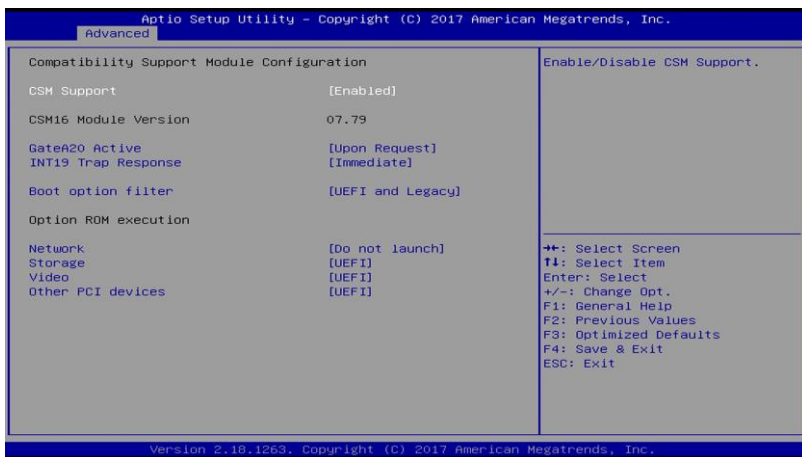 Aptio Setup Utility – Copyright (C) 2017 American Megatrends, Inc.
Advanced
Compatibility Support Module Configuration
CSM Support [Enabled]
CSM16 Module Version 07.79
GateA20 Active [Upon Request]
INT19 Trap Response [Immediate]
Boot option filter [UEFI and Legacy]
Option ROM execution
Network [Do not launch]
Storage [UEFI]
Video [UEFI]
Other PCI devices [UEFI]
Enable/Disable CSM Support.
→←: Select Screen
↑↓: Select Item
Enter: Select
+/-: Change Opt.
F1: General Help
F2: Previous Values
F3: Optimized Defaults
F4: Save & Exit
ESC: Exit
Version 2.18.1263. Copyright (C) 2017 American Megatrends, Inc.